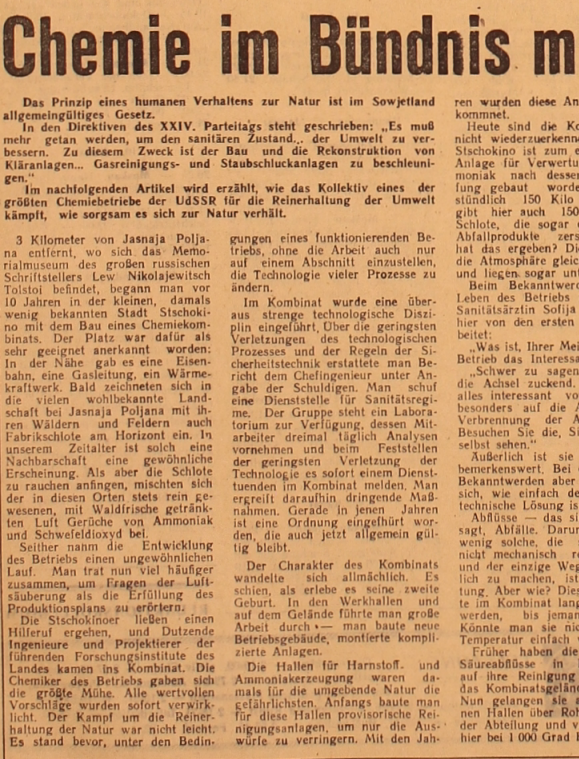 Chemie im Bündnis m
Das Prinzip eines humanen Verhaltens zur Natur ist im Sowjetland
allgemeingültiges Gesetz.
In den Direktiven des XXIV. Parteitags steht geschrieben: „Es muß
mehr getan werden, um den sanitären Zustand... der Umwelt zu ver-
bessern. Zu diesem Zweck ist der Bau und die Rekonstruktion von
Kläranlagen... Gasreinigungs- und Staubschluckanlagen zu beschleuni-
gen.“
Im nachfolgenden Artikel wird erzählt, wie das Kollektiv eines der
größten Chemiebetriebe der UdSSR für die Reinerhaltung der Umwelt
kämpft, wie sorgsam es sich zur Natur verhält.
3 Kilometer von Jasnaja Polja-
na entfernt, wo sich das Memo-
rialmuseum des großen russischen
Schriftstellers Lew Nikolajewitsch
Tolstoi befindet, begann man vor
10 Jahren in der kleinen, damals
wenig bekannten Stadt Stschoki-
no mit dem Bau eines Chemiekom-
binats. Der Platz war dafür als
sehr geeignet anerkannt worden.
In der Nähe gab es eine Eisen-
bahn, eine Gasleitung, ein Wärme-
kraftwerk. Bald zeichneten sich in
die vielen wohlbekannte Land-
schaft bei Jasnaja Poljana mit ih-
ren Wäldern und Feldern auch
Fabrikschlote am Horizont ein. In
unserem Zeitalter ist solch eine
Nachbarschaft eine gewöhnliche
Erscheinung. Als aber die Schlote
zu rauchen anfingen, mischten sich
der in diesen Orten stets rein ge-
wesenen, mit Waldfrische getränk-
ten Luft Gerüche von Ammoniak
und Schwefeldioxyd bei.
Seither nahm die Entwicklung
des Betriebs einen ungewöhnlichen
Lauf. Man trat nun viel häufiger
zusammen, um Fragen der Luft-
säuberung als die Erfüllung des
Produktionsplans zu erörtern.
Die Stschokinoer ließen einen
Hilferuf ergehen, und Dutzende
Ingenieure und Projektierer der
führenden Forschungsinstitute des
Landes kamen ins Kombinat. Die
Chemiker des Betriebs gaben sich
die größte Mühe. Alle wertvollen
Vorschläge wurden sofort verwirk-
licht. Der Kampf um die Reiner-
haltung der Natur war nicht leicht.
Es stand bevor, unter den Bedin-
gungen eines funktionierenden Be-
triebs, ohne die Arbeit auch nur
auf einem Abschnitt einzustellen,
die Technologie vieler Prozesse zu
ändern.
Im Kombinat wurde eine über-
aus strenge technologische Diszi-
plin eingeführt. Über die geringsten
Verletzungen des technologischen
Prozesses und der Regeln der Si-
cherheitstechnik erstattete man Be-
richt dem Chefingenieur unter An-
gabe der Schuldigen. Man schuf
eine Dienststelle für Sanitätsregi-
me. Der Gruppe steht ein Labora-
torium zur Verfügung, dessen Mit-
arbeiter dreimal täglich Analysen
vornehmen und beim Feststellen
der geringsten Verletzung der
Technologie es sofort einem Dienst
tuenden im Kombinat melden. Man
ergreift daraufhin dringende Maß-
nahmen. Gerade in jenen Jahren
ist eine Ordnung eingefhürt wor-
den, die auch jetzt allgemein gül-
tig bleibt.
Der Charakter des Kombinats
wandelte sich allmählich. Es
schien, als erlebe es seine zweite
Geburt. In den Werkhallen und
auf dem Gelände führte man große
Arbeit durch — man baute neue
Betriebsgebäude, montierte kompli-
zierte Anlagen.
Die Hallen für Harnstoff- und
Ammoniakerzeugung waren da-
mals für die umgebende Natur die
gefährlichsten. Anfangs baute man
für diese Hallen provisorische Rei-
nigungsanlagen, um nur die Aus-
würfe zu verringern. Mit den Jah-
ren wurden diese An
kommnet.
Heute sind die Ko
nicht wiederzuerkenn
Stschokino ist zum e
Anlage für Verwertu
moniak nach dessen
fung gebaut worde
stündlich 150 Kilo
gibt hier auch 150
Schlote, die sogar
Abfallprodukte zers
hat das ergeben? Di
die Atmosphäre gleic
und liegen sogar unt
Beim Bekanntwerd
Leben des Betriebs
Sanitätsärztin Sofija
hier von den ersten
beitet:
„Was ist, Ihrer Mei
Betrieb das Interessa
„Schwer zu sagen
die Achsel zuckend.
alles interessant vo
besonders auf die A
Verbrennung der A
Besuchen Sie die, Si
selbst sehen.“
Äußerlich ist sie
bemerkenswert. Bei
Bekanntwerden aber
sich, wie einfach de
technische Lösung is
Abflüsse — das si
sagt, Abfälle. Darun
wenig solche, die
nicht mechanisch re
und der einzige Weg
lich zu machen, ist
tung. Aber wie? Dies
te im Kombinat lang
werden, bis jeman
Könnte man sie nic
Temperatur einfach
Früher haben die
Säureabflüsse in
auf ihre Reinigung
das Kombinatsgelän
Nun gelangen sie a
nen Hallen über Roh
der Abteilung und v
hier bei 1 000 Grad H